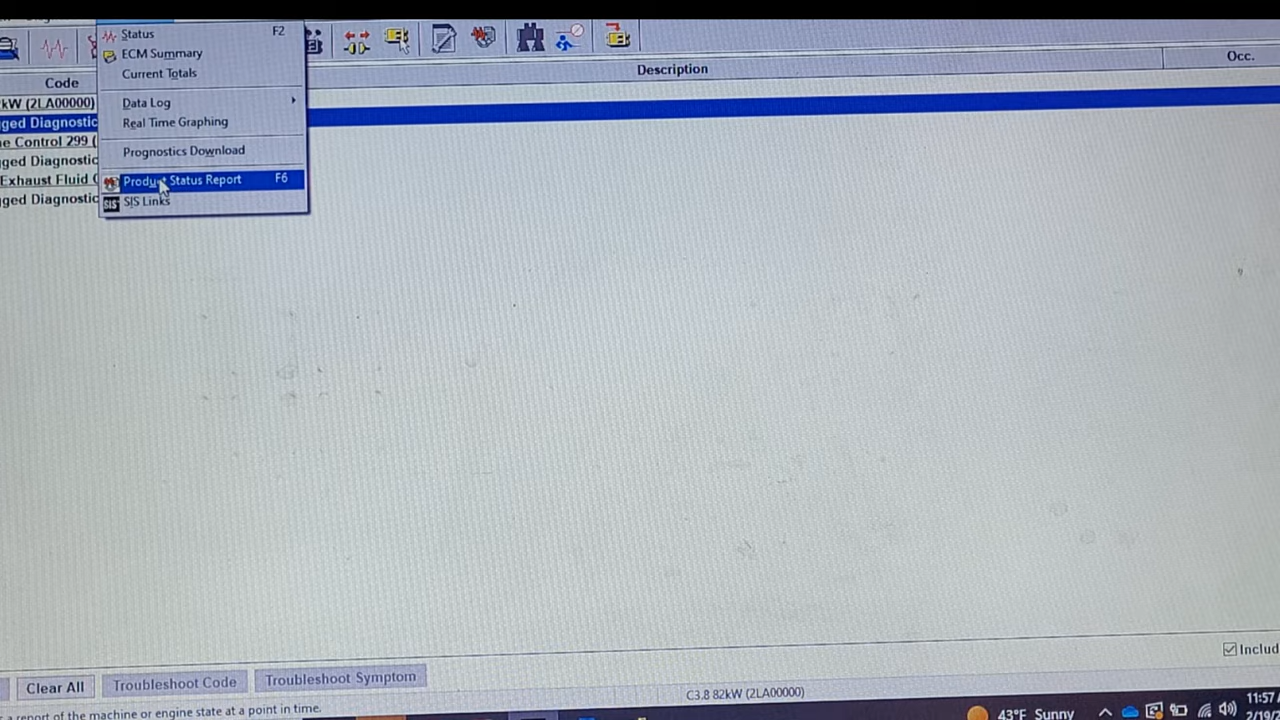 Status F2
ECM Summary
Current Totals
Data Log
Real Time Graphing
Prognostics Download
Product Status Report F6
SIS SIS Links
Code Description Occ.
kW (2LA00000)
ged Diagnostic
e Control 299 (
ged Diagnostic
Exhaust Fluid
ged Diagnostic
Includ
Clear All Troubleshoot Code Troubleshoot Symptom
C3.8 82kW (2LA00000)
a report of the machine or engine state at a point in time.
43°F Sunny 11:57